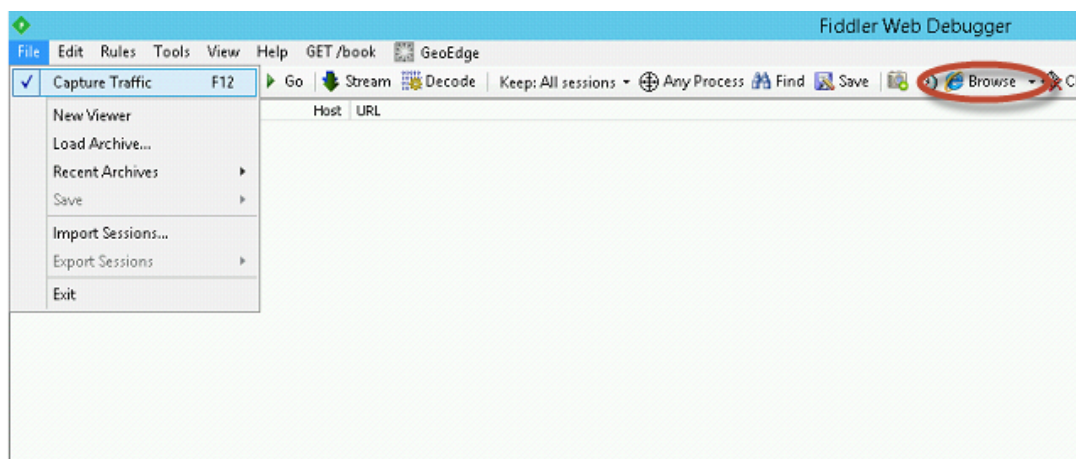 Fiddler Web Debugger
File Edit Rules Tools View Help GET /book GeoEdge
Capture Traffic F12
Go Stream Decode Keep: All sessions Any Process Find Save Browse
Host URL
New Viewer
Load Archive...
Recent Archives
Save
Import Sessions...
Export Sessions
Exit